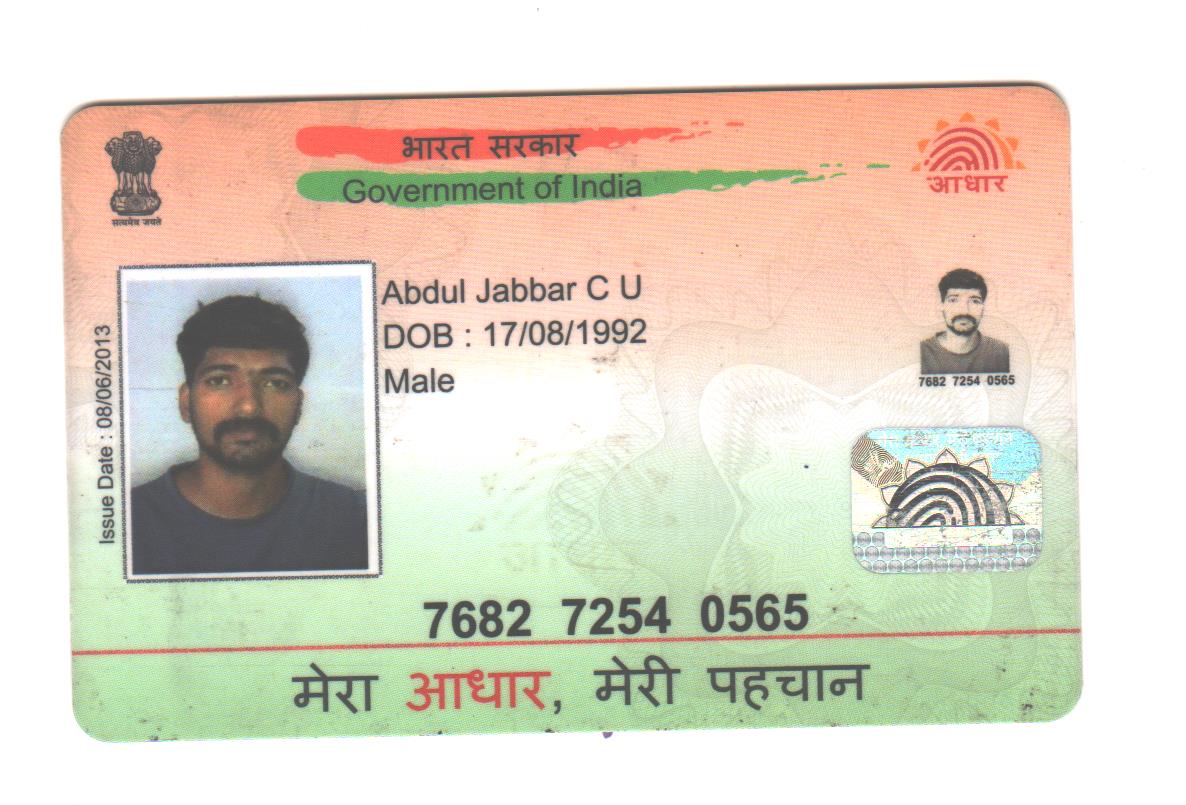 भारत सरकार
Government of India
सत्यमेव जयते
आधार
Issue Date : 08/06/2013
Abdul Jabbar C U
DOB : 17/08/1992
Male
7682 7254 0565
7682 7254 0565
मेरा आधार, मेरी पहचान